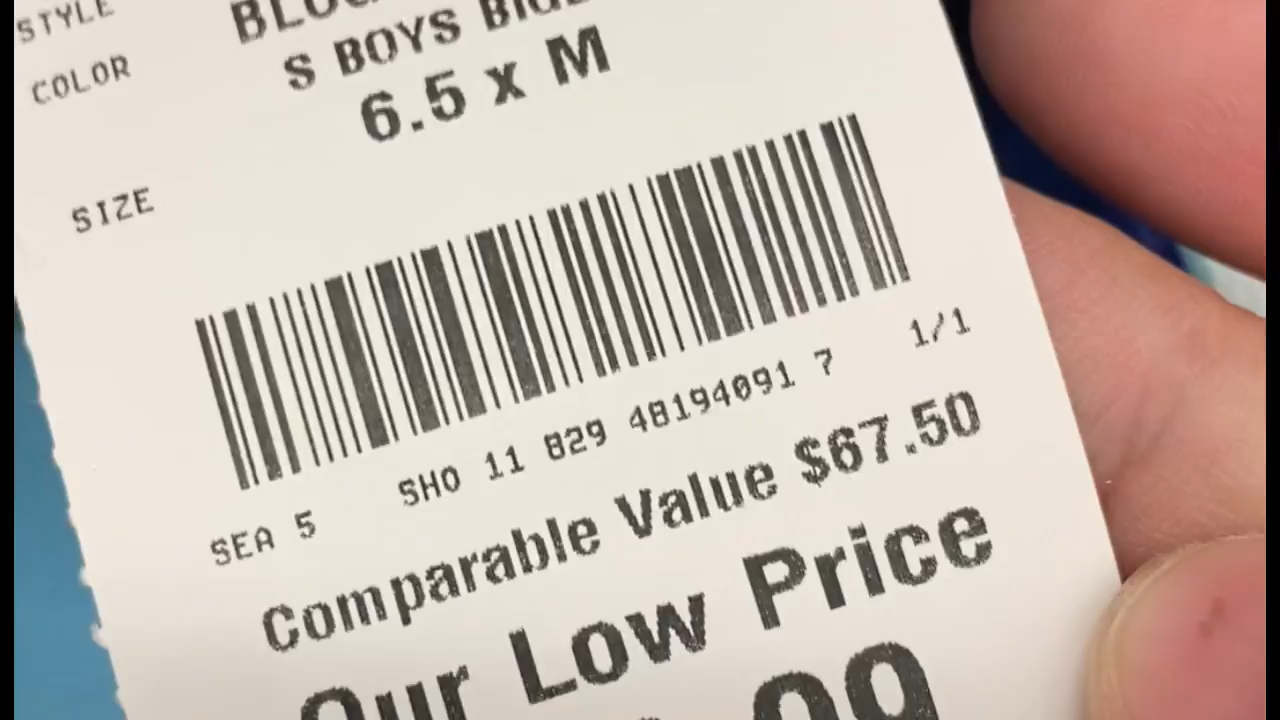 STYLE
COLOR
S BOYS
6.5 x M
SIZE
1/1
SEA 5 SHO 11 829 48194091 7
Comparable Value $67.50
Our Low Price